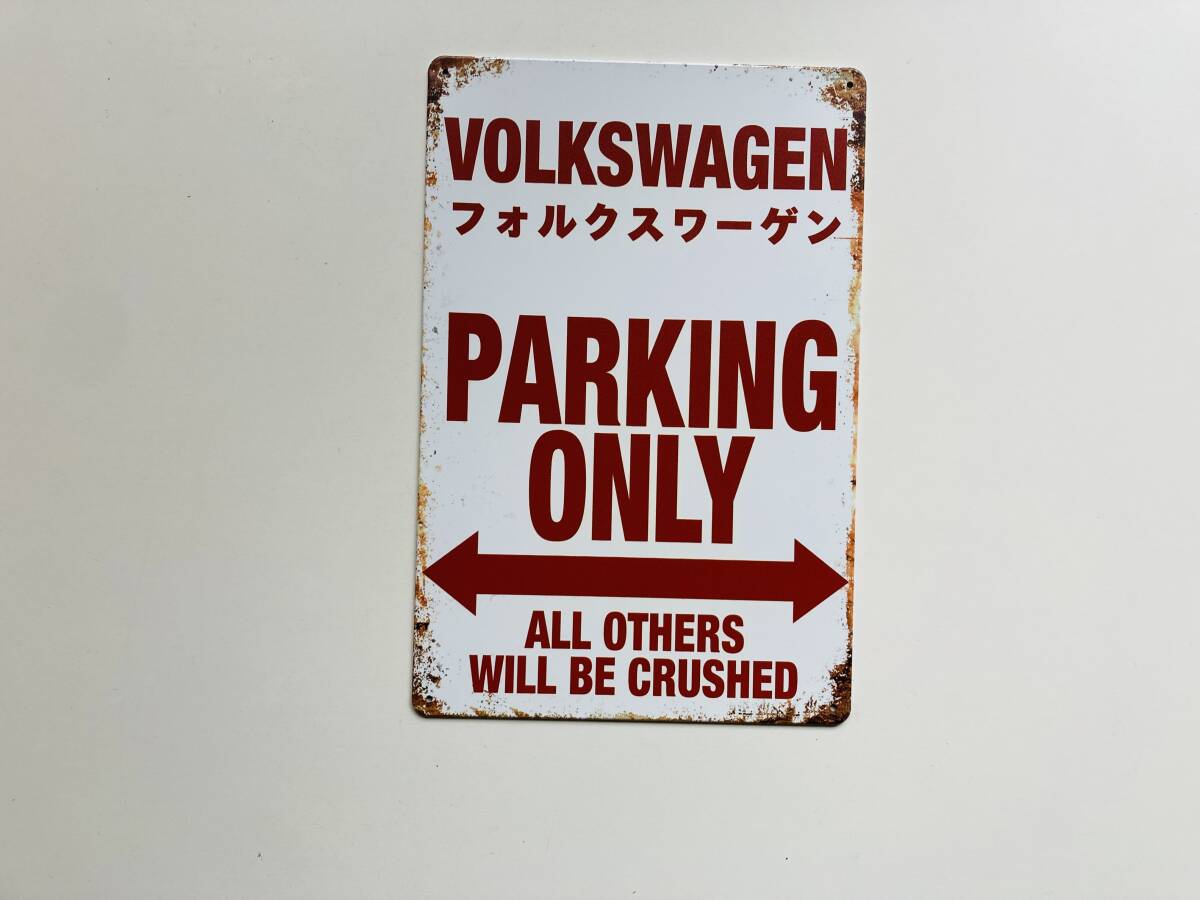 VOLKSWAGEN
フォルクスワーゲン
PARKING
ONLY
ALL OTHERS
WILL BE CRUSHED